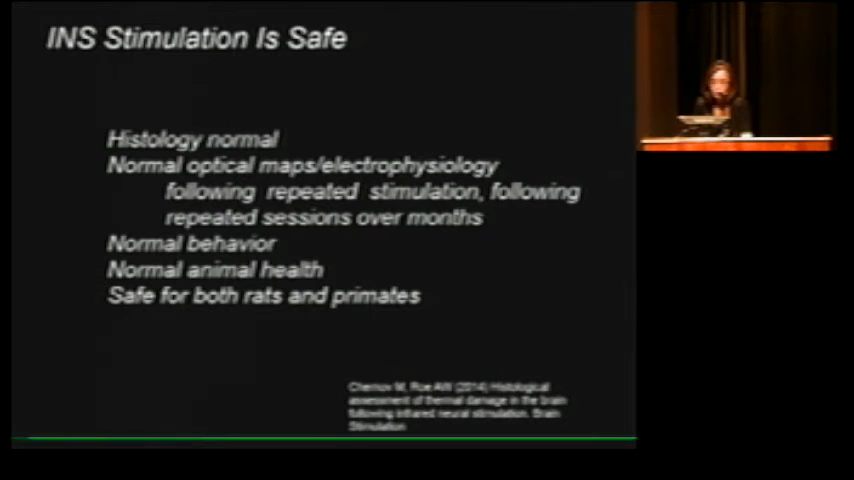 INS Stimulation Is Safe
Histology normal
Normal optical maps/electrophysiology
following repeated stimulation, following
repeated sessions over months
Normal behavior
Normal animal health
Safe for both rats and primates
Chernov M, Roe AW (2014) Histological
assessment of thermal damage in the brain
following infrared neural stimulation. Brain
Stimulation